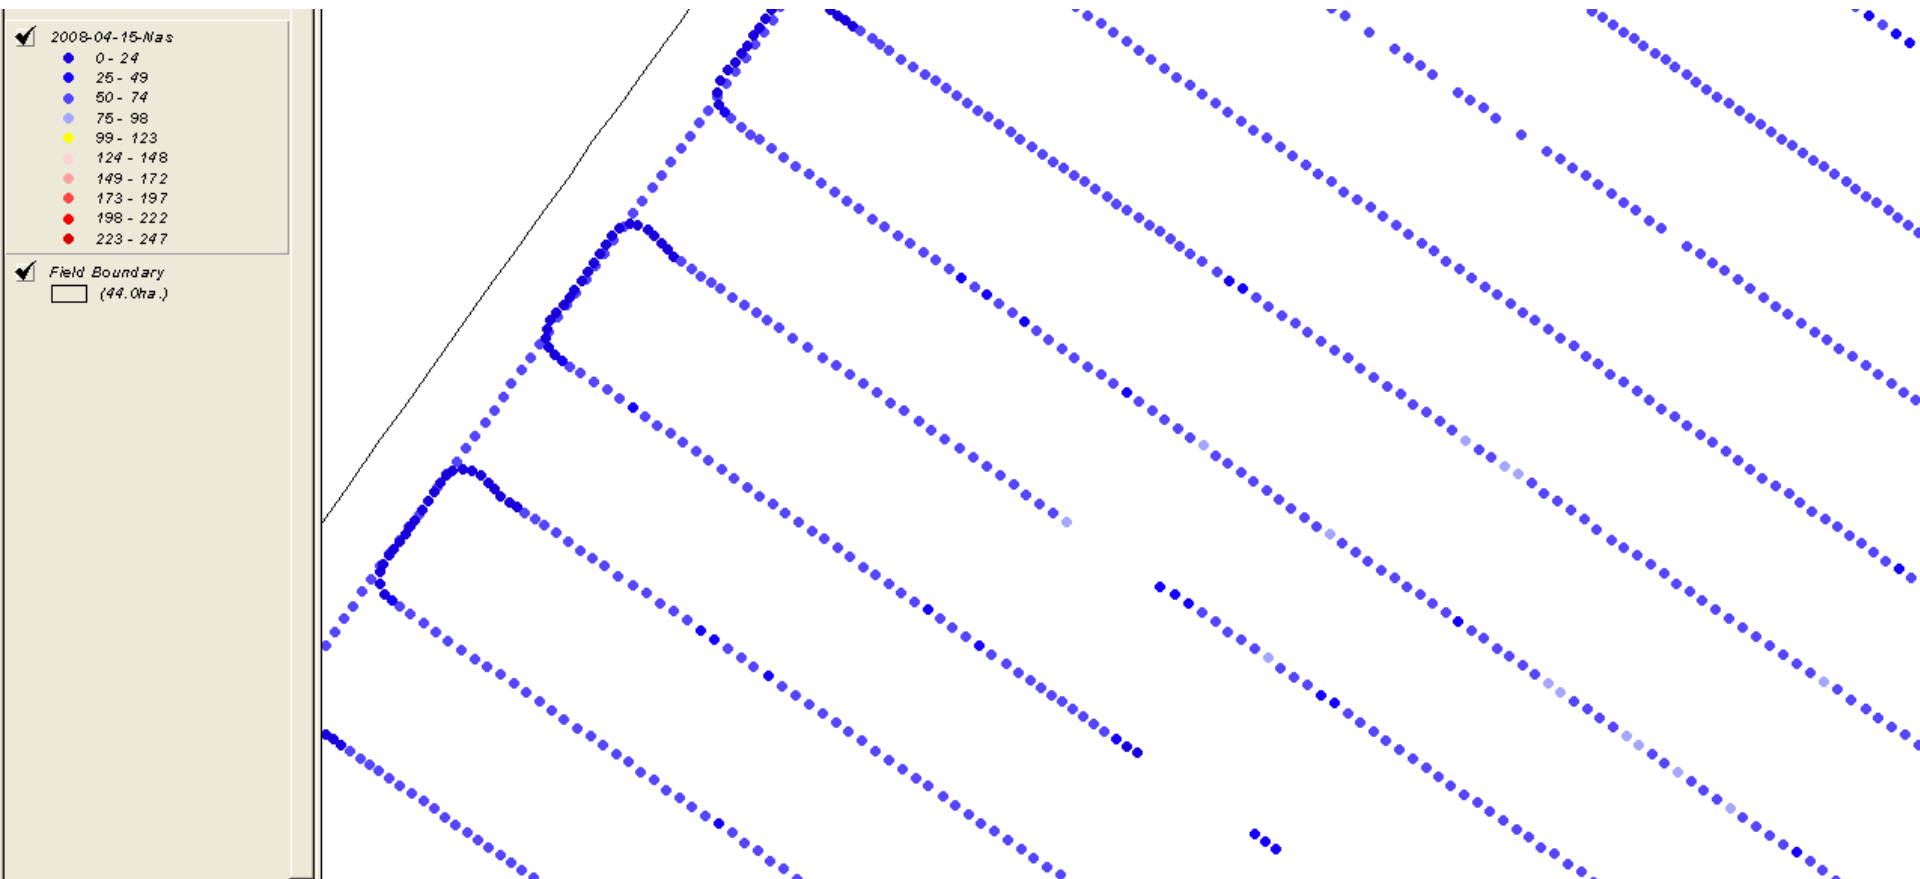 2008-04-15-Nas
0 - 24
25 - 49
50 - 74
75 - 98
99 - 123
124 - 148
149 - 172
173 - 197
198 - 222
223 - 247
Field Boundary
(44.0ha.)